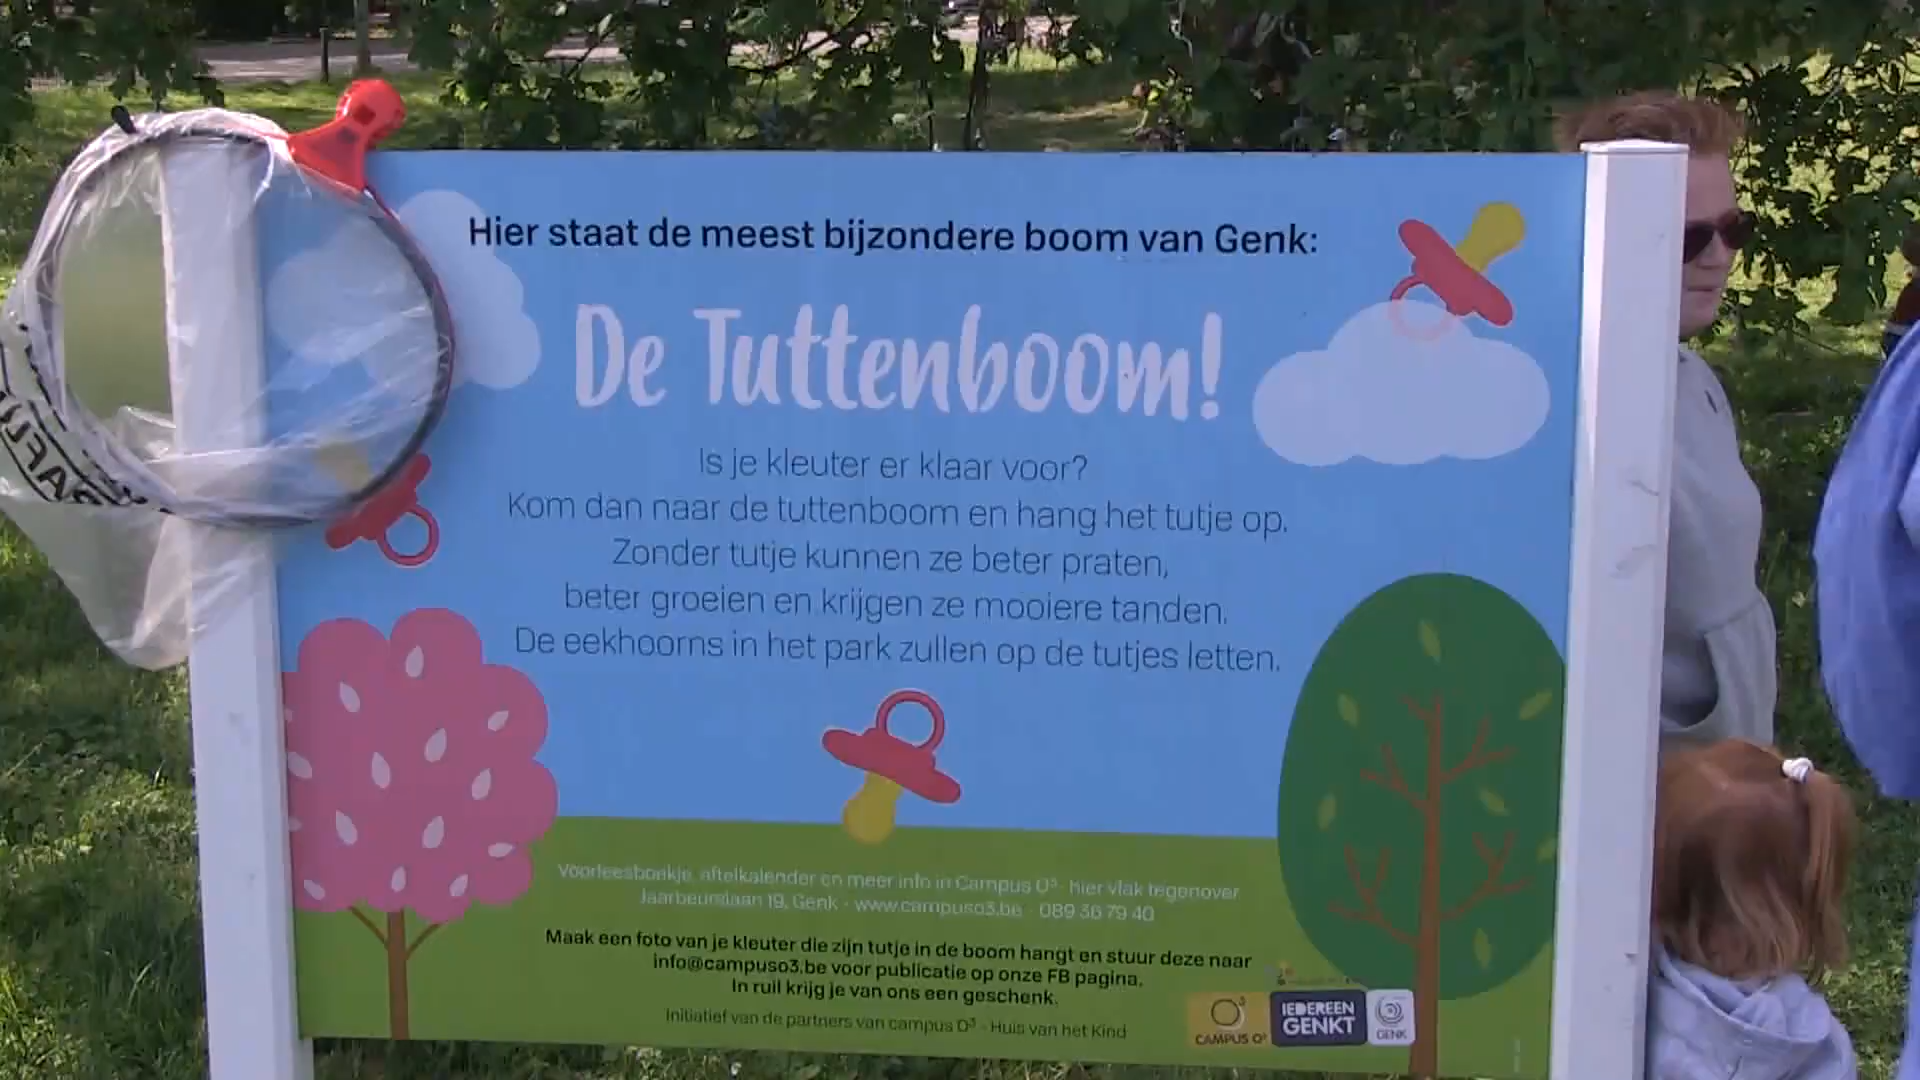 Hier staat de meest bijzondere boom van Genk:
De Tuttenboom!
Is je kleuter er klaar voor?
Kom dan naar de tuttenboom en hang het tutje op.
Zonder tutje kunnen ze beter praten,
beter groeien en krijgen ze mooiere tanden.
De eekhoorns in het park zullen op de tutjes letten.
Voorleesboekje, aftelkalender en meer info in Campus O³ - hier vlak tegenover
Jaarbeurslaan 19, Genk - www.campuso3.be - 089 36 79 40
Maak een foto van je kleuter die zijn tutje in de boom hangt en stuur deze naar
info@campuso3.be voor publicatie op onze FB pagina.
In ruil krijg je van ons een geschenk.
Initiatief van de partners van campus O³ - Huis van het Kind
CAMPUS O³
IEDEREEN
GENKT
GENK